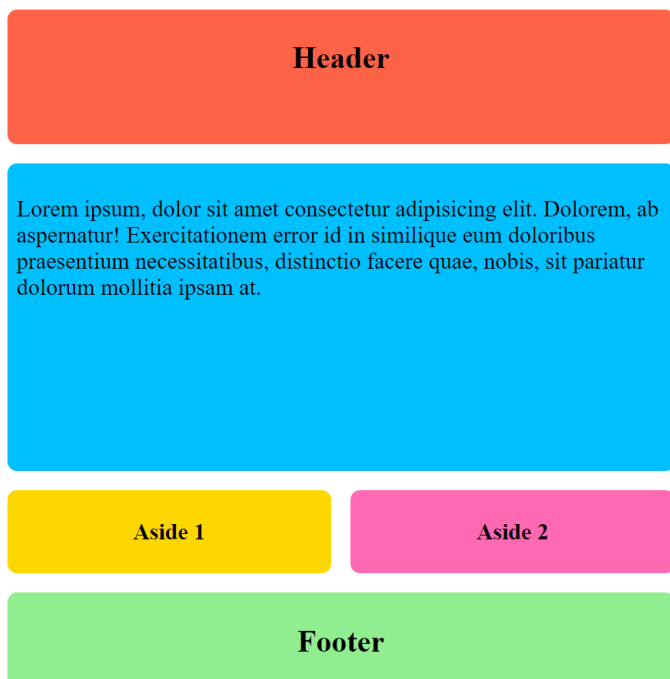 Header
Lorem ipsum, dolor sit amet consectetur adipisicing elit. Dolorem, ab
aspernatur! Exercitationem error id in similique eum doloribus
praesentium necessitatibus, distinctio facere quae, nobis, sit pariatur
dolorum mollitia ipsam at.
Aside 1
Aside 2
Footer